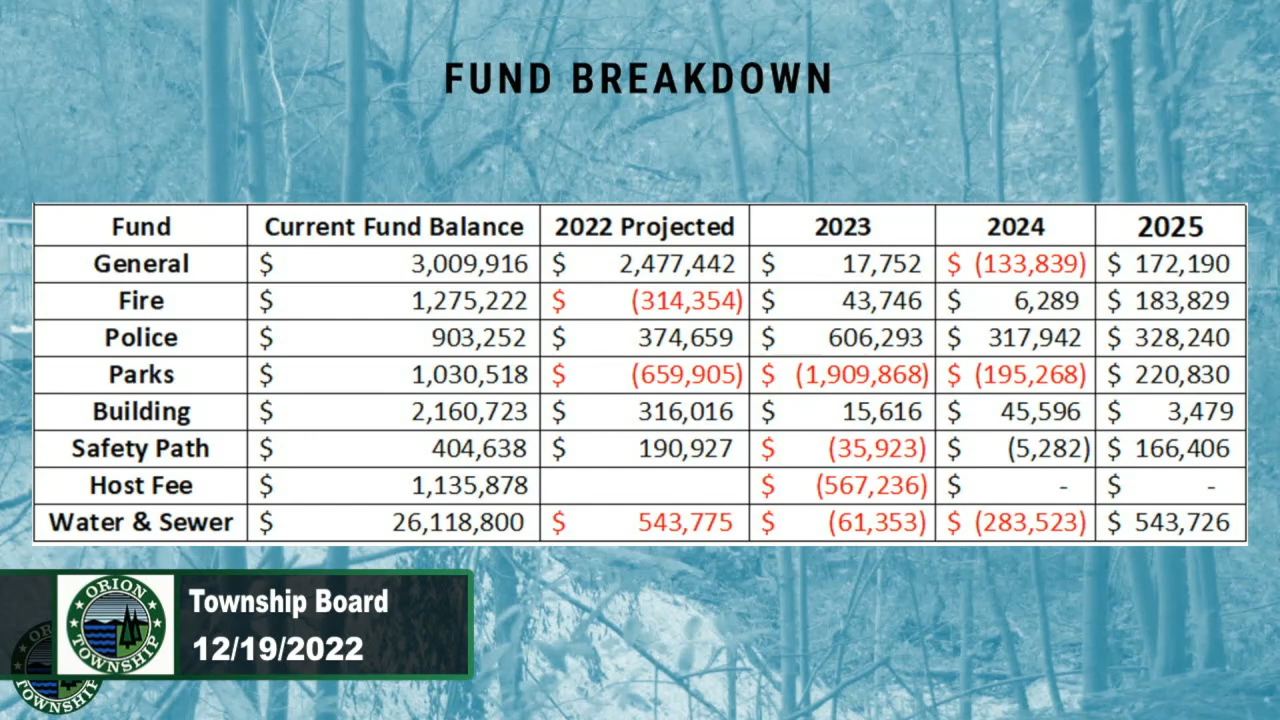 FUND BREAKDOWN
Fund Current Fund Balance 2022 Projected 2023 2024 2025
General $ 3,009,916 $ 2,477,442 $ 17,752 $ (133,839) $ 172,190
Fire $ 1,275,222 $ (314,354) $ 43,746 $ 6,289 $ 183,829
Police $ 903,252 $ 374,659 $ 606,293 $ 317,942 $ 328,240
Parks $ 1,030,518 $ (659,905) $ (1,909,868) $ (195,268) $ 220,830
Building $ 2,160,723 $ 316,016 $ 15,616 $ 45,596 $ 3,479
Safety Path $ 404,638 $ 190,927 $ (35,923) $ (5,282) $ 166,406
Host Fee $ 1,135,878 $ (567,236) $ - $ -
Water & Sewer $ 26,118,800 $ 543,775 $ (61,353) $ (283,523) $ 543,726
ORION TOWNSHIP
Township Board
12/19/2022
TOWNSHIP